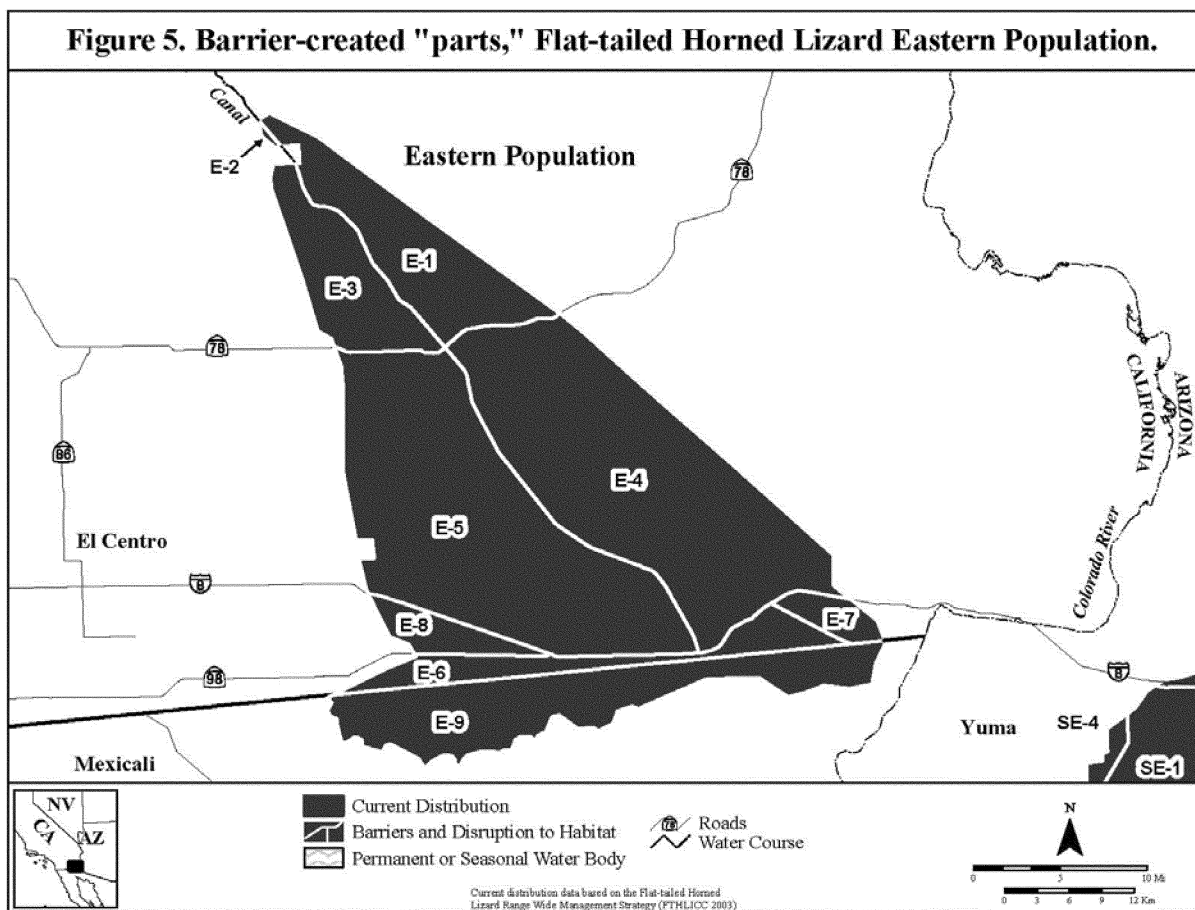 Figure 5. Barrier-created "parts," Flat-tailed Horned Lizard Eastern Population.
Canal
E-2
Eastern Population
78
E-1
E-3
78
CALIFORNIA
ARIZONA
86
E-4
E-5
El Centro
Colorado River
8
E-8
E-7
98
E-6
8
E-9
Yuma
SE-4
Mexicali
SE-1
NV
CA
AZ
Current Distribution
Barriers and Disruption to Habitat
Permanent or Seasonal Water Body
78
Roads
Water Course
N
0 5 10 Mi
0 3 6 9 12 Km
Current distribution data based on the Flat-tailed Horned
Lizard Range Wide Management Strategy (FTHLICC 2003)